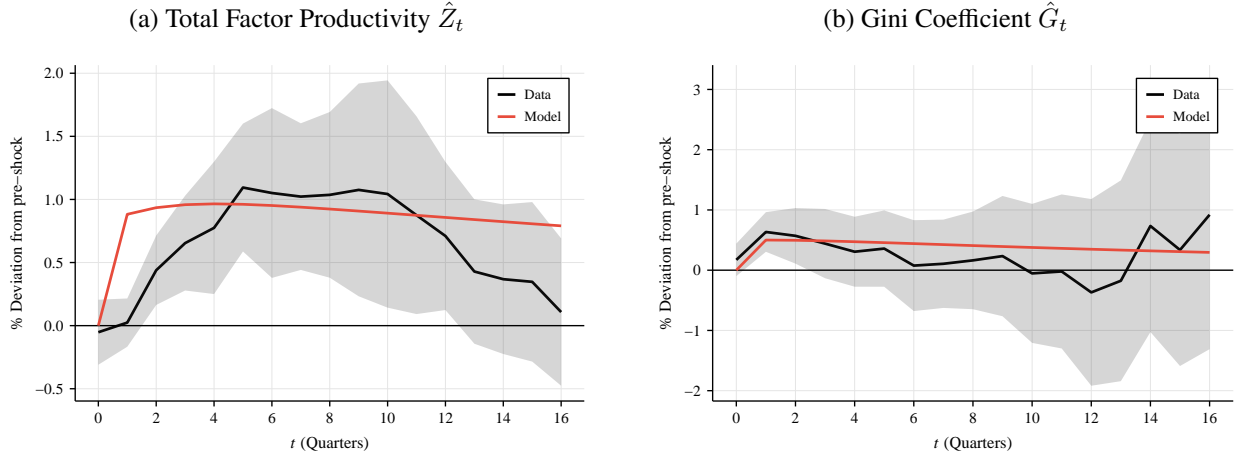 (a) Total Factor Productivity Ẑt
% Deviation from pre−shock
2.0
1.5
1.0
0.5
0.0
−0.5
Data
Model
0 2 4 6 8 10 12 14 16
t (Quarters)
(b) Gini Coefficient Ĝt
% Deviation from pre−shock
3
2
1
0
−1
−2
Data
Model
0 2 4 6 8 10 12 14 16
t (Quarters)